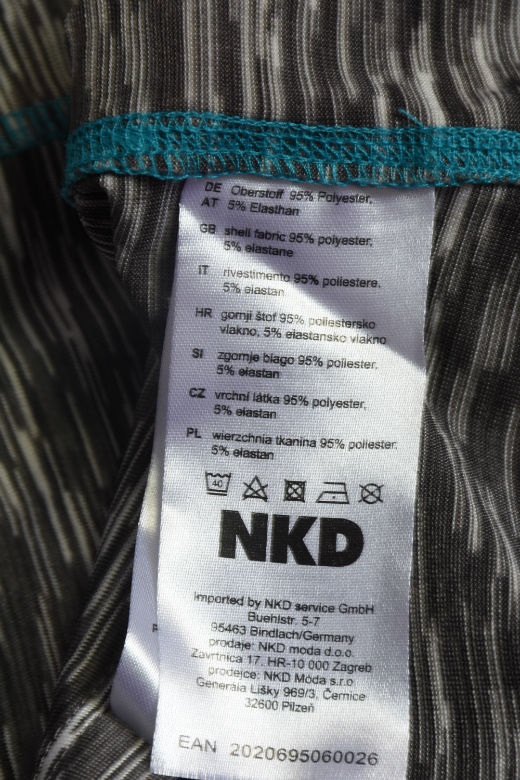 DE Oberstoff 95% Polyester,
AT 5% Elasthan
GB shell fabric 95% polyester,
5% elastane
IT rivestimento 95% poliestere,
5% elastan
HR gornji štof 95% poliestersko
vlakno, 5% elastansko vlakno
SI zgornje blago 95% poliester,
5% elastan
CZ vrchní látka 95% polyester,
5% elastan
PL wierzchnia tkanina 95% poliester,
5% elastan
40
NKD
Imported by NKD service GmbH
Buehlstr. 5-7
95463 Bindlach/Germany
prodaje: NKD moda d.o.o.
Zavrtnica 17, HR-10 000 Zagreb
prodejce: NKD Móda s.r.o
Generála Lišky 969/3, Černice
32600 Plzeň
EAN 2020695060026